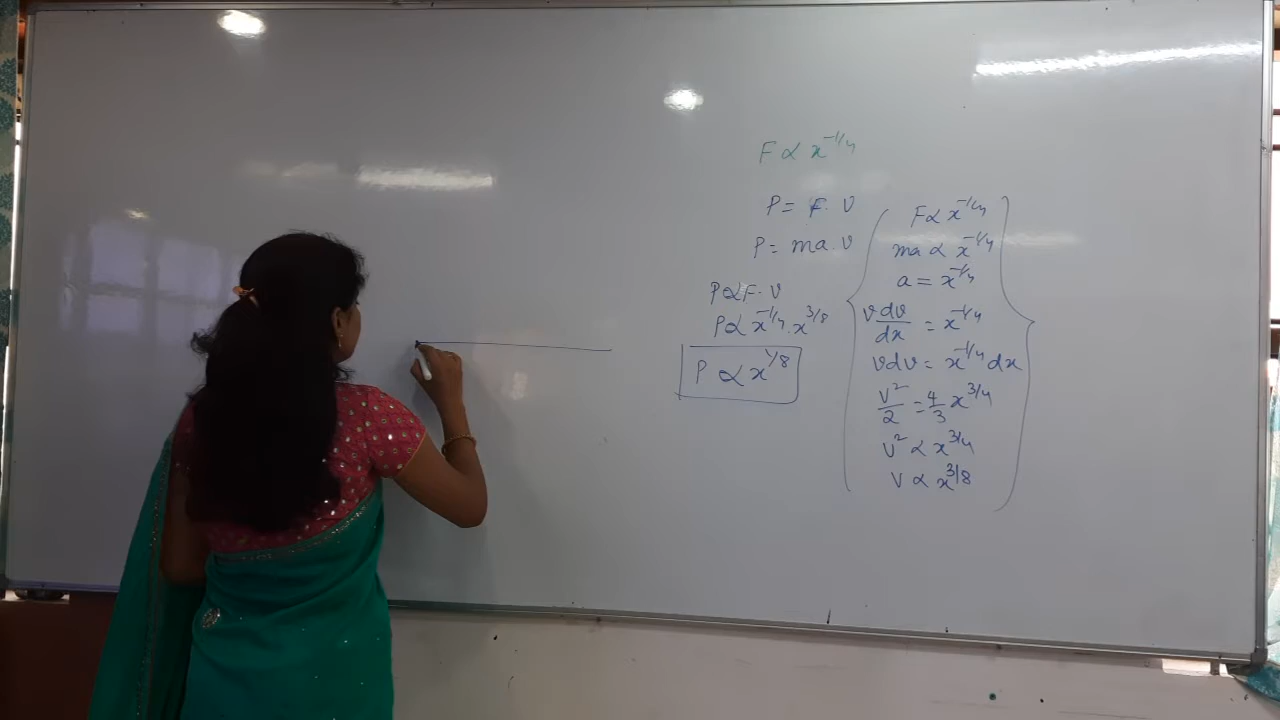 F ∝ x^-1/4
P = F. V
P = ma. V
P ∝ F. V
P ∝ x^-1/4 . x^3/8
P ∝ x^1/8
F ∝ x^-1/4
ma ∝ x^-1/4
a = x^-1/4
v dv/dx = x^-1/4
vdv = x^-1/4 dx
v²/2 = 4/3 x^3/4
v² ∝ x^3/4
v ∝ x^3/8